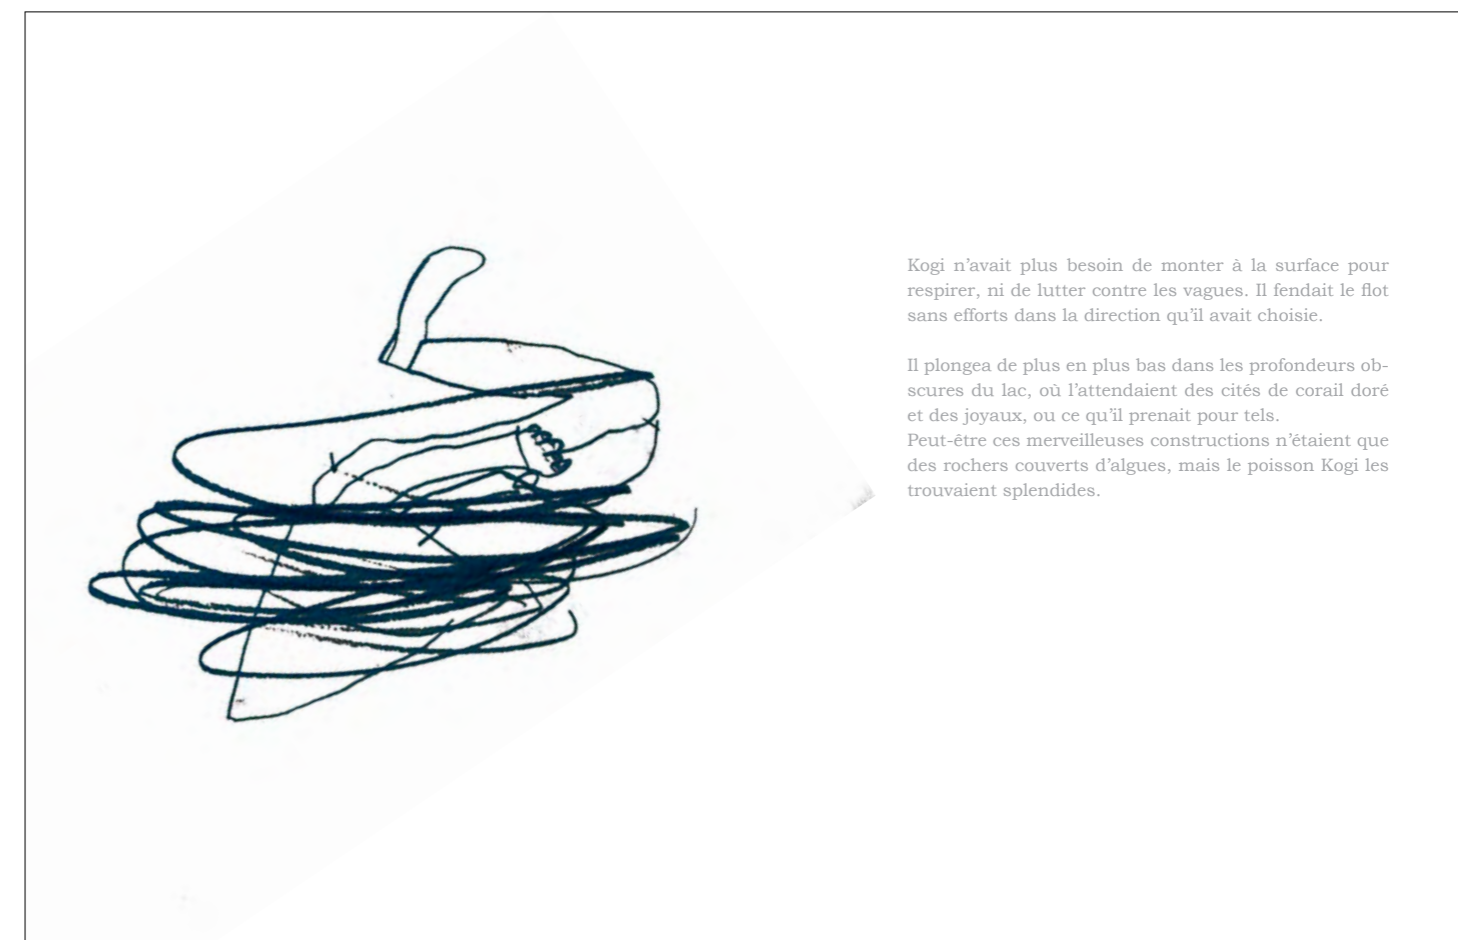 Kogi n’avait plus besoin de monter à la surface pour
respirer, ni de lutter contre les vagues. Il fendait le flot
sans efforts dans la direction qu’il avait choisie.
Il plongea de plus en plus bas dans les profondeurs ob-
scures du lac, où l’attendaient des cités de corail doré
et des joyaux, ou ce qu’il prenait pour tels.
Peut-être ces merveilleuses constructions n’étaient que
des rochers couverts d’algues, mais le poisson Kogi les
trouvaient splendides.